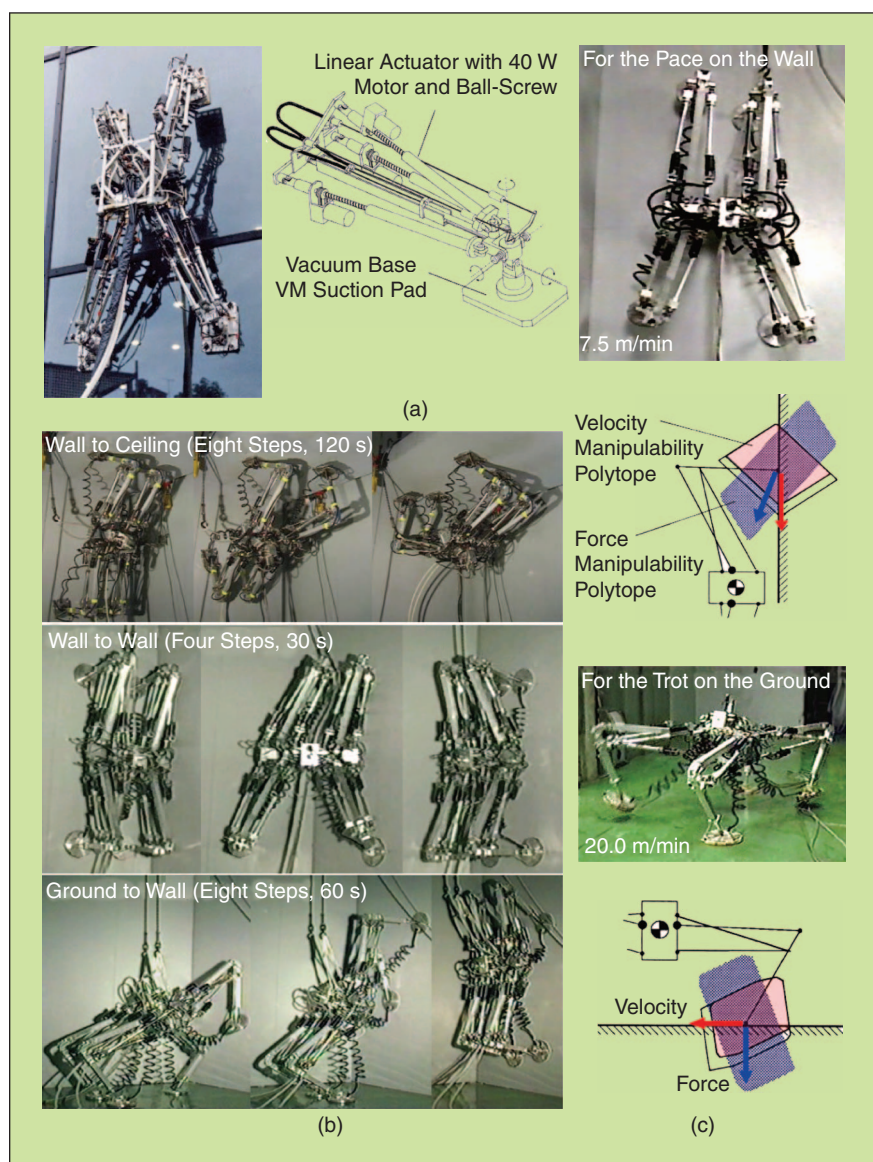 Linear Actuator with 40 W
Motor and Ball-Screw
Vacuum Base
VM Suction Pad
For the Pace on the Wall
7.5 m/min
(a)
Wall to Ceiling (Eight Steps, 120 s)
Wall to Wall (Four Steps, 30 s)
Ground to Wall (Eight Steps, 60 s)
(b)
Velocity
Manipulability
Polytope
Force
Manipulability
Polytope
For the Trot on the Ground
20.0 m/min
Velocity
Force
(c)